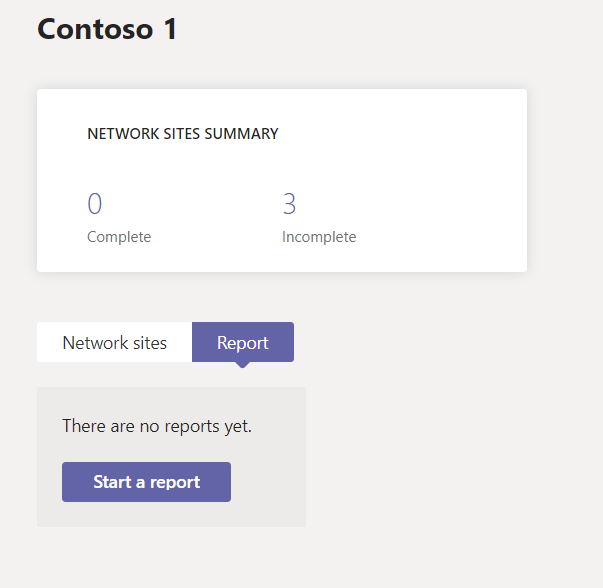 Contoso 1
NETWORK SITES SUMMARY
0 3
Complete Incomplete
Network sites Report
There are no reports yet.
Start a report